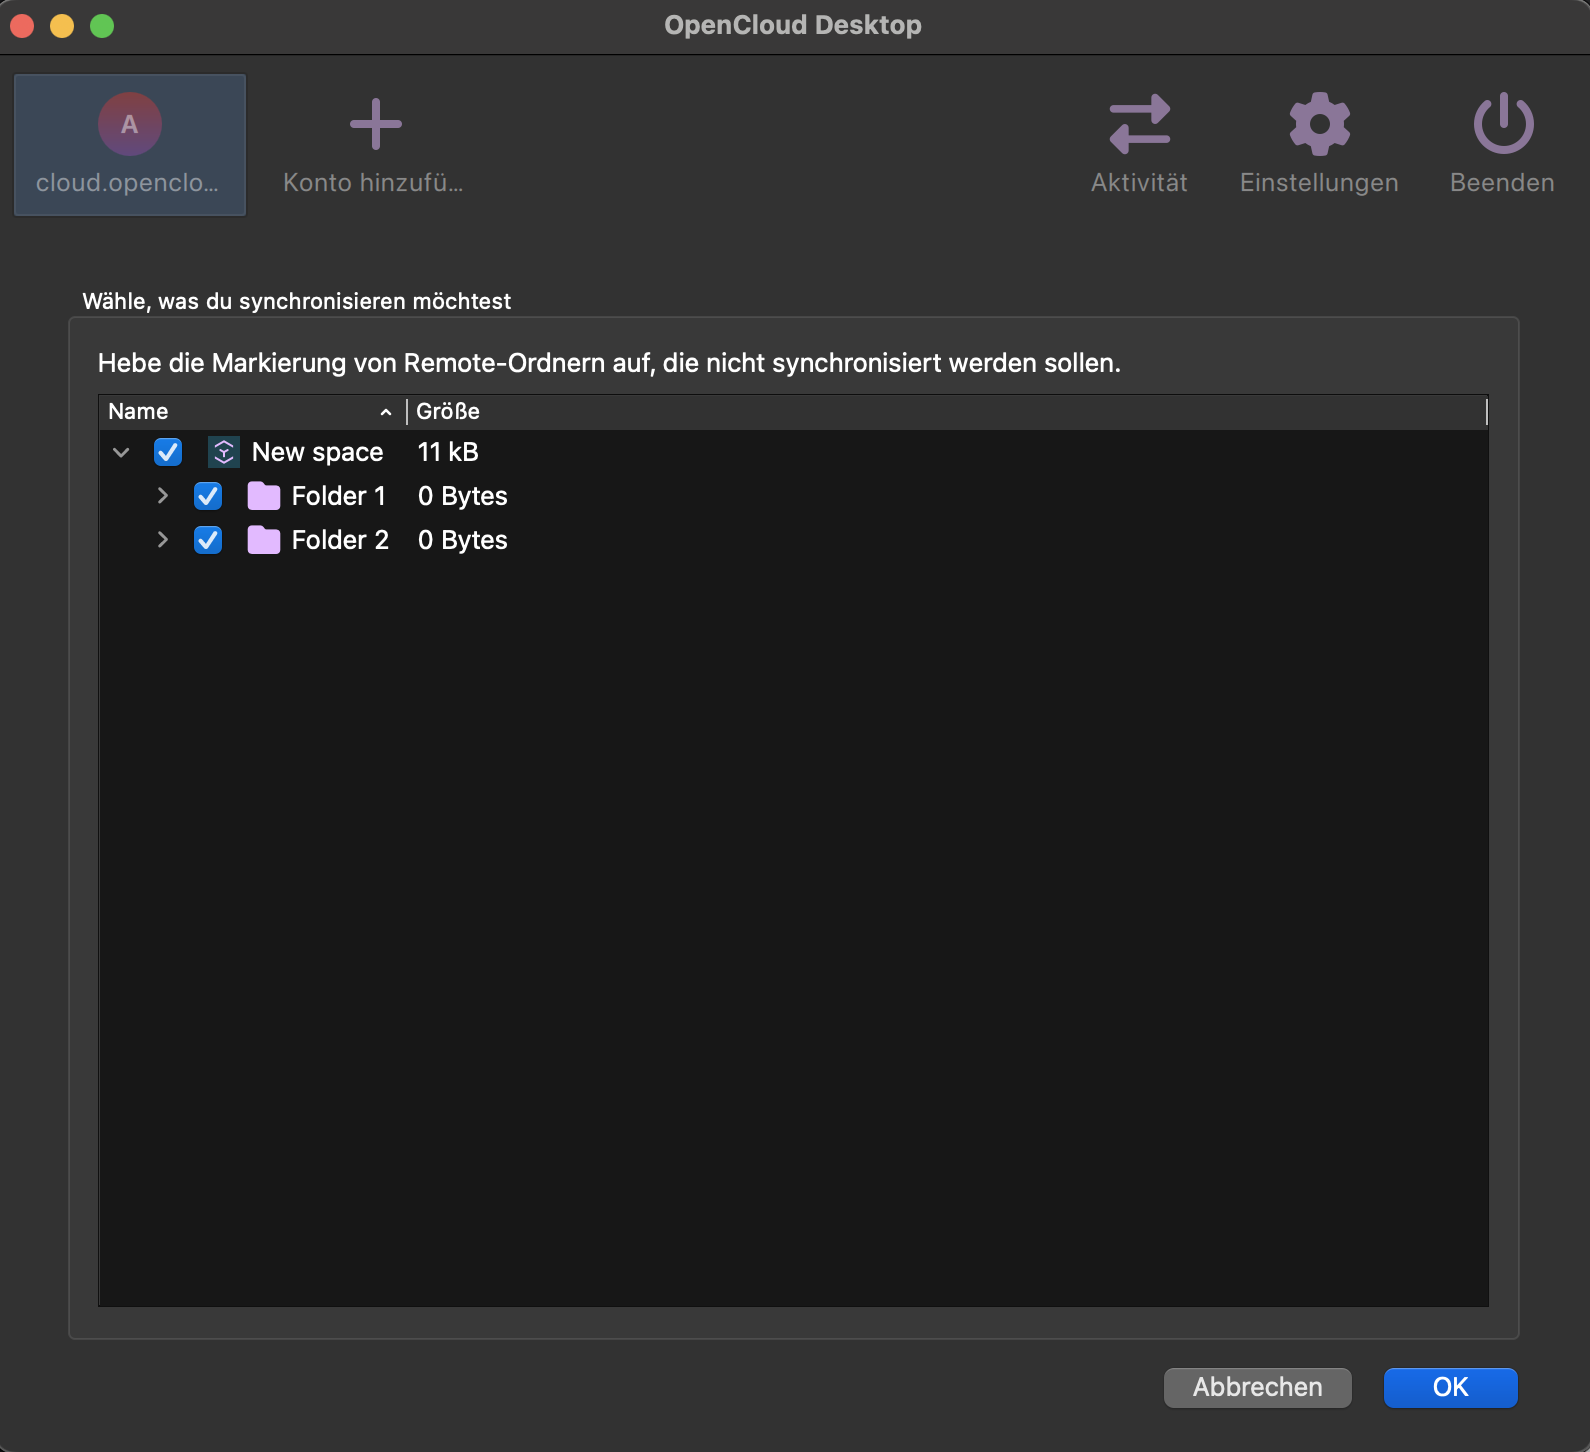 OpenCloud Desktop
A
cloud.openclo...
Konto hinzufü...
Aktivität
Einstellungen
Beenden
Wähle, was du synchronisieren möchtest
Hebe die Markierung von Remote-Ordnern auf, die nicht synchronisiert werden sollen.
Name Größe
New space 11 kB
Folder 1 0 Bytes
Folder 2 0 Bytes
Abbrechen OK